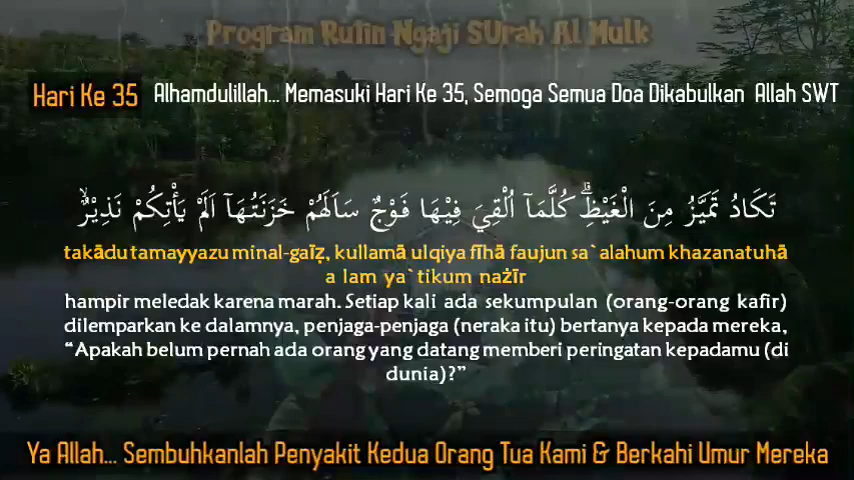 Program Rutin Ngaji SUrah Al Mulk
Hari Ke 35
Alhamdulillah... Memasuki Hari Ke 35, Semoga Semua Doa Dikabulkan Allah SWT
تَكَادُ تَمَيَّزُ مِنَ الْغَيْظِۗ كُلَّمَآ اُلْقِيَ فِيْهَا فَوْجٌ سَاَلَهُمْ خَزَنَتُهَآ اَلَمْ يَأْتِكُمْ نَذِيْرٌۙ
takādu tamayyazu minal-gaīẓ, kullamā ulqiya fīhā faujun sa`alahum khazanatuhā
a lam ya`tikum nażīr
hampir meledak karena marah. Setiap kali ada sekumpulan (orang-orang kafir)
dilemparkan ke dalamnya, penjaga-penjaga (neraka itu) bertanya kepada mereka,
“Apakah belum pernah ada orang yang datang memberi peringatan kepadamu (di
dunia)?”
Ya Allah... Sembuhkanlah Penyakit Kedua Orang Tua Kami & Berkahi Umur Mereka